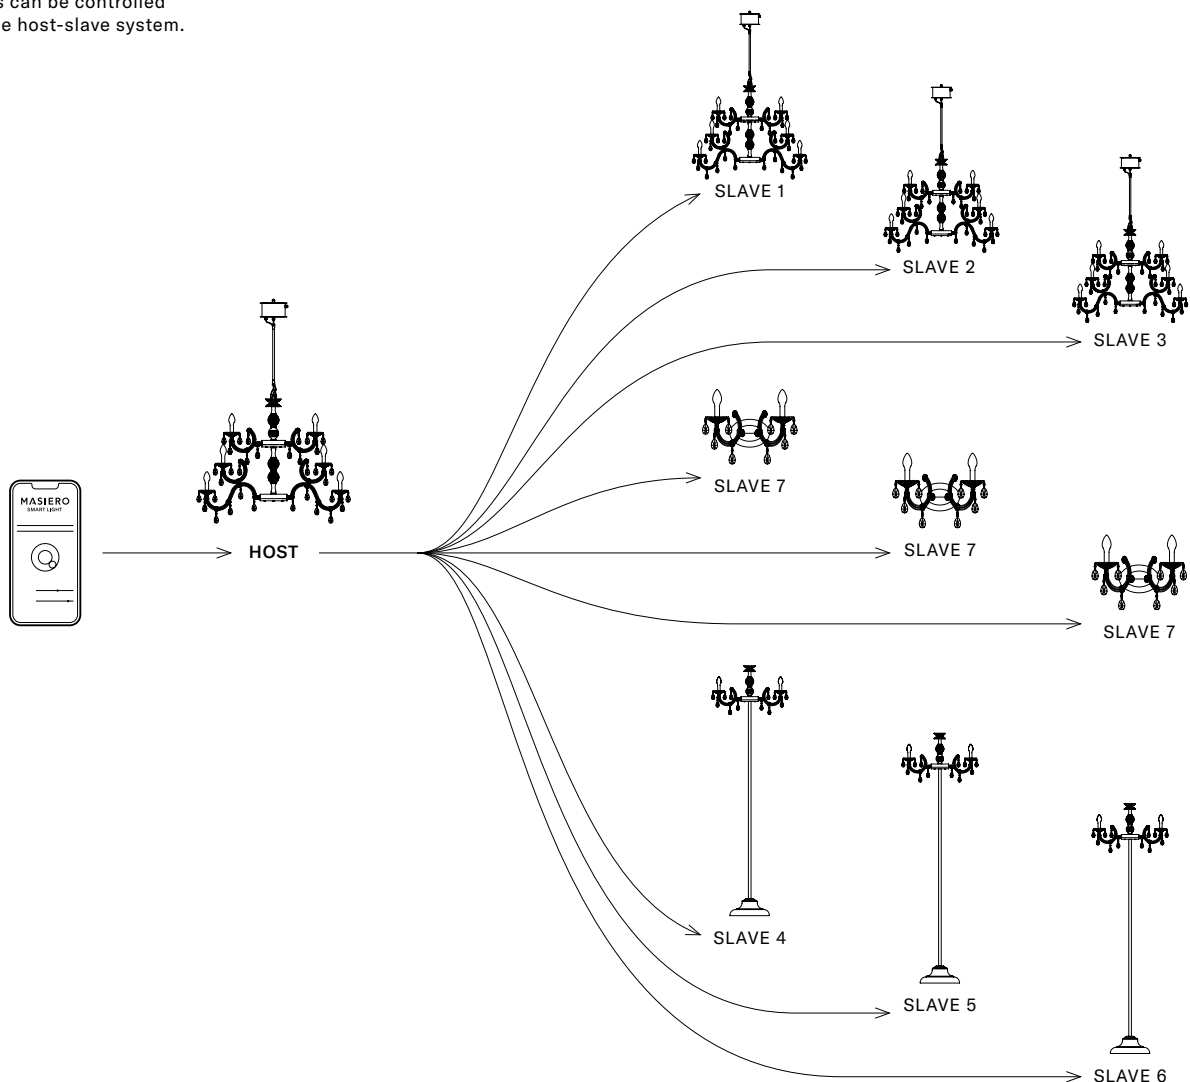 s can be controlled
e host-slave system.
SLAVE 1
SLAVE 2
SLAVE 3
MASIERO
SMART LIGHT
HOST
SLAVE 7
SLAVE 7
SLAVE 7
SLAVE 4
SLAVE 5
SLAVE 6